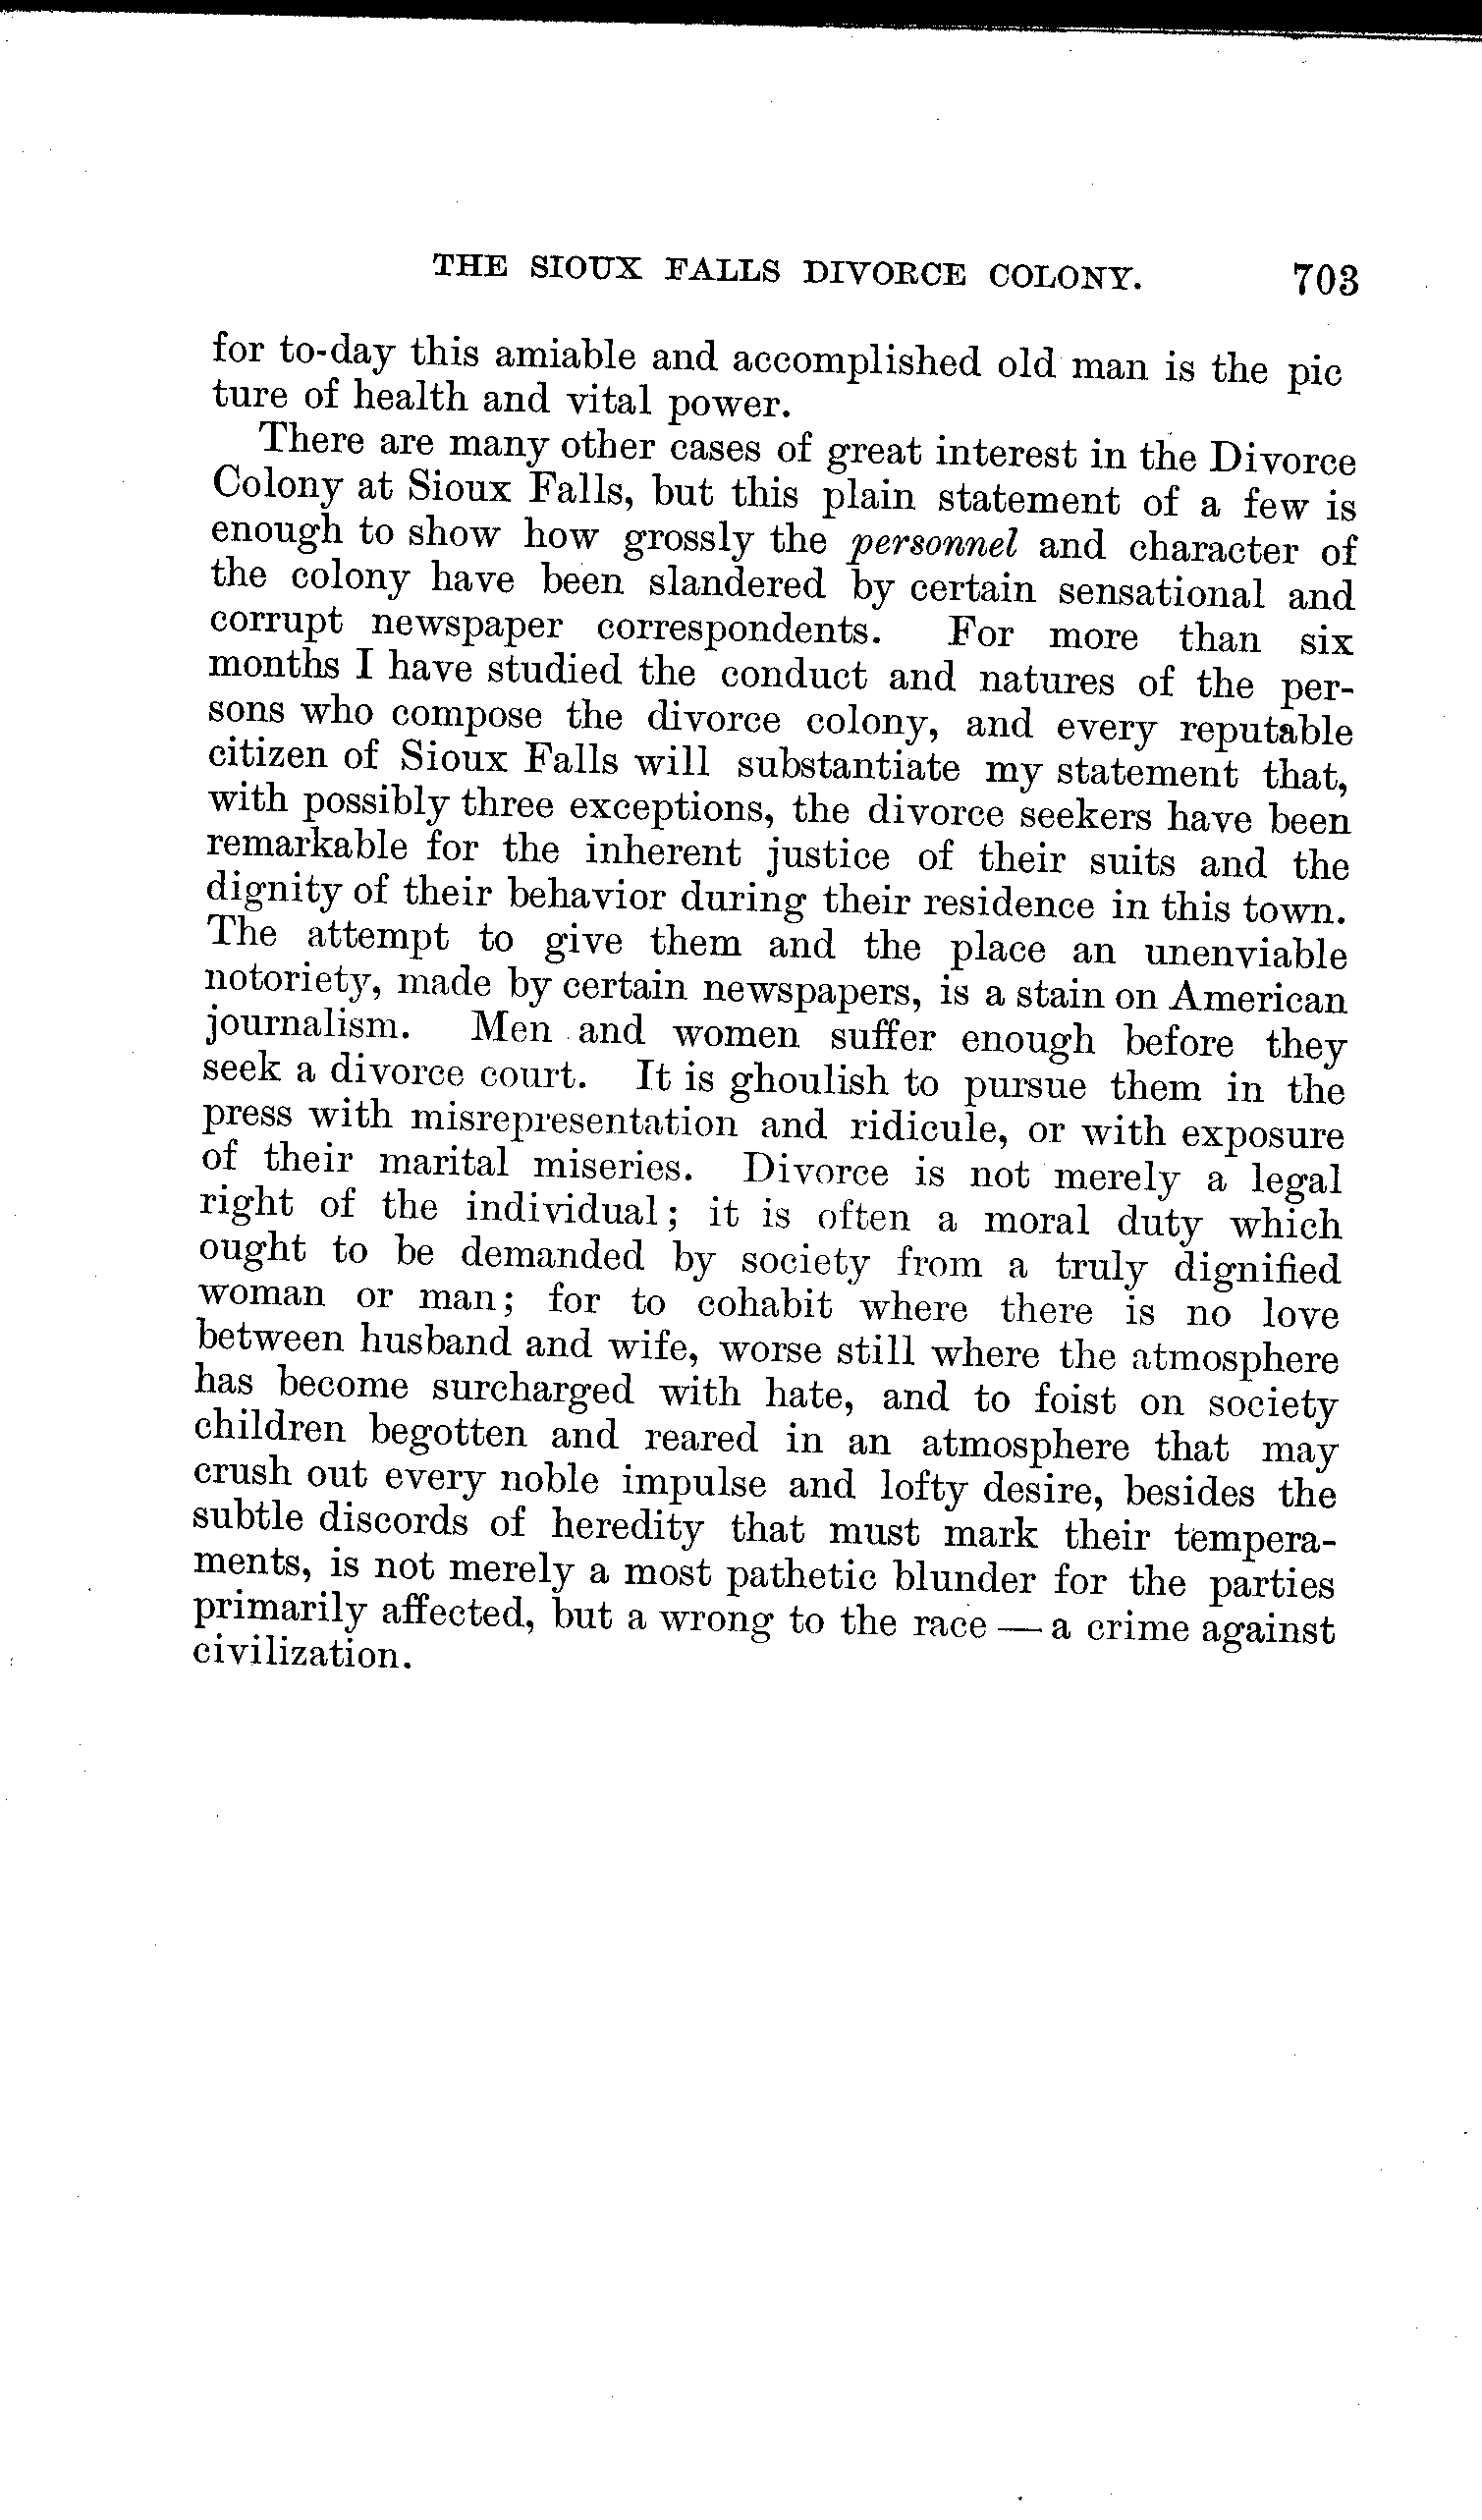 THE SIOUX FALLS DIVORCE COLONY. 703
for to-day this amiable and accomplished old man is the pic
ture of health and vital power.
There are many other cases of great interest in the Divorce
Colony at Sioux Falls, but this plain statement of a few is
enough to show how grossly the personnel and character of
the colony have been slandered by certain sensational and
corrupt newspaper correspondents. For more than six
months I have studied the conduct and natures of the per-
sons who compose the divorce colony, and every reputable
citizen of Sioux Falls will substantiate my statement that,
with possibly three exceptions, the divorce seekers have been
remarkable for the inherent justice of their suits and the
dignity of their behavior during their residence in this town.
The attempt to give them and the place an unenviable
notoriety, made by certain newspapers, is a stain on American
journalism. Men and women suffer enough before they
seek a divorce court. It is ghoulish to pursue them in the
press with misrepresentation and ridicule, or with exposure
of their marital miseries. Divorce is not merely a legal
right of the individual; it is often a moral duty which
ought to be demanded by society from a truly dignified
woman or man; for to cohabit where there is no love
between husband and wife, worse still where the atmosphere
has become surcharged with hate, and to foist on society
children begotten and reared in an atmosphere that may
crush out every noble impulse and lofty desire, besides the
subtle discords of heredity that must mark their tempera-
ments, is not merely a most pathetic blunder for the parties
primarily affected, but a wrong to the race — a crime against
civilization.